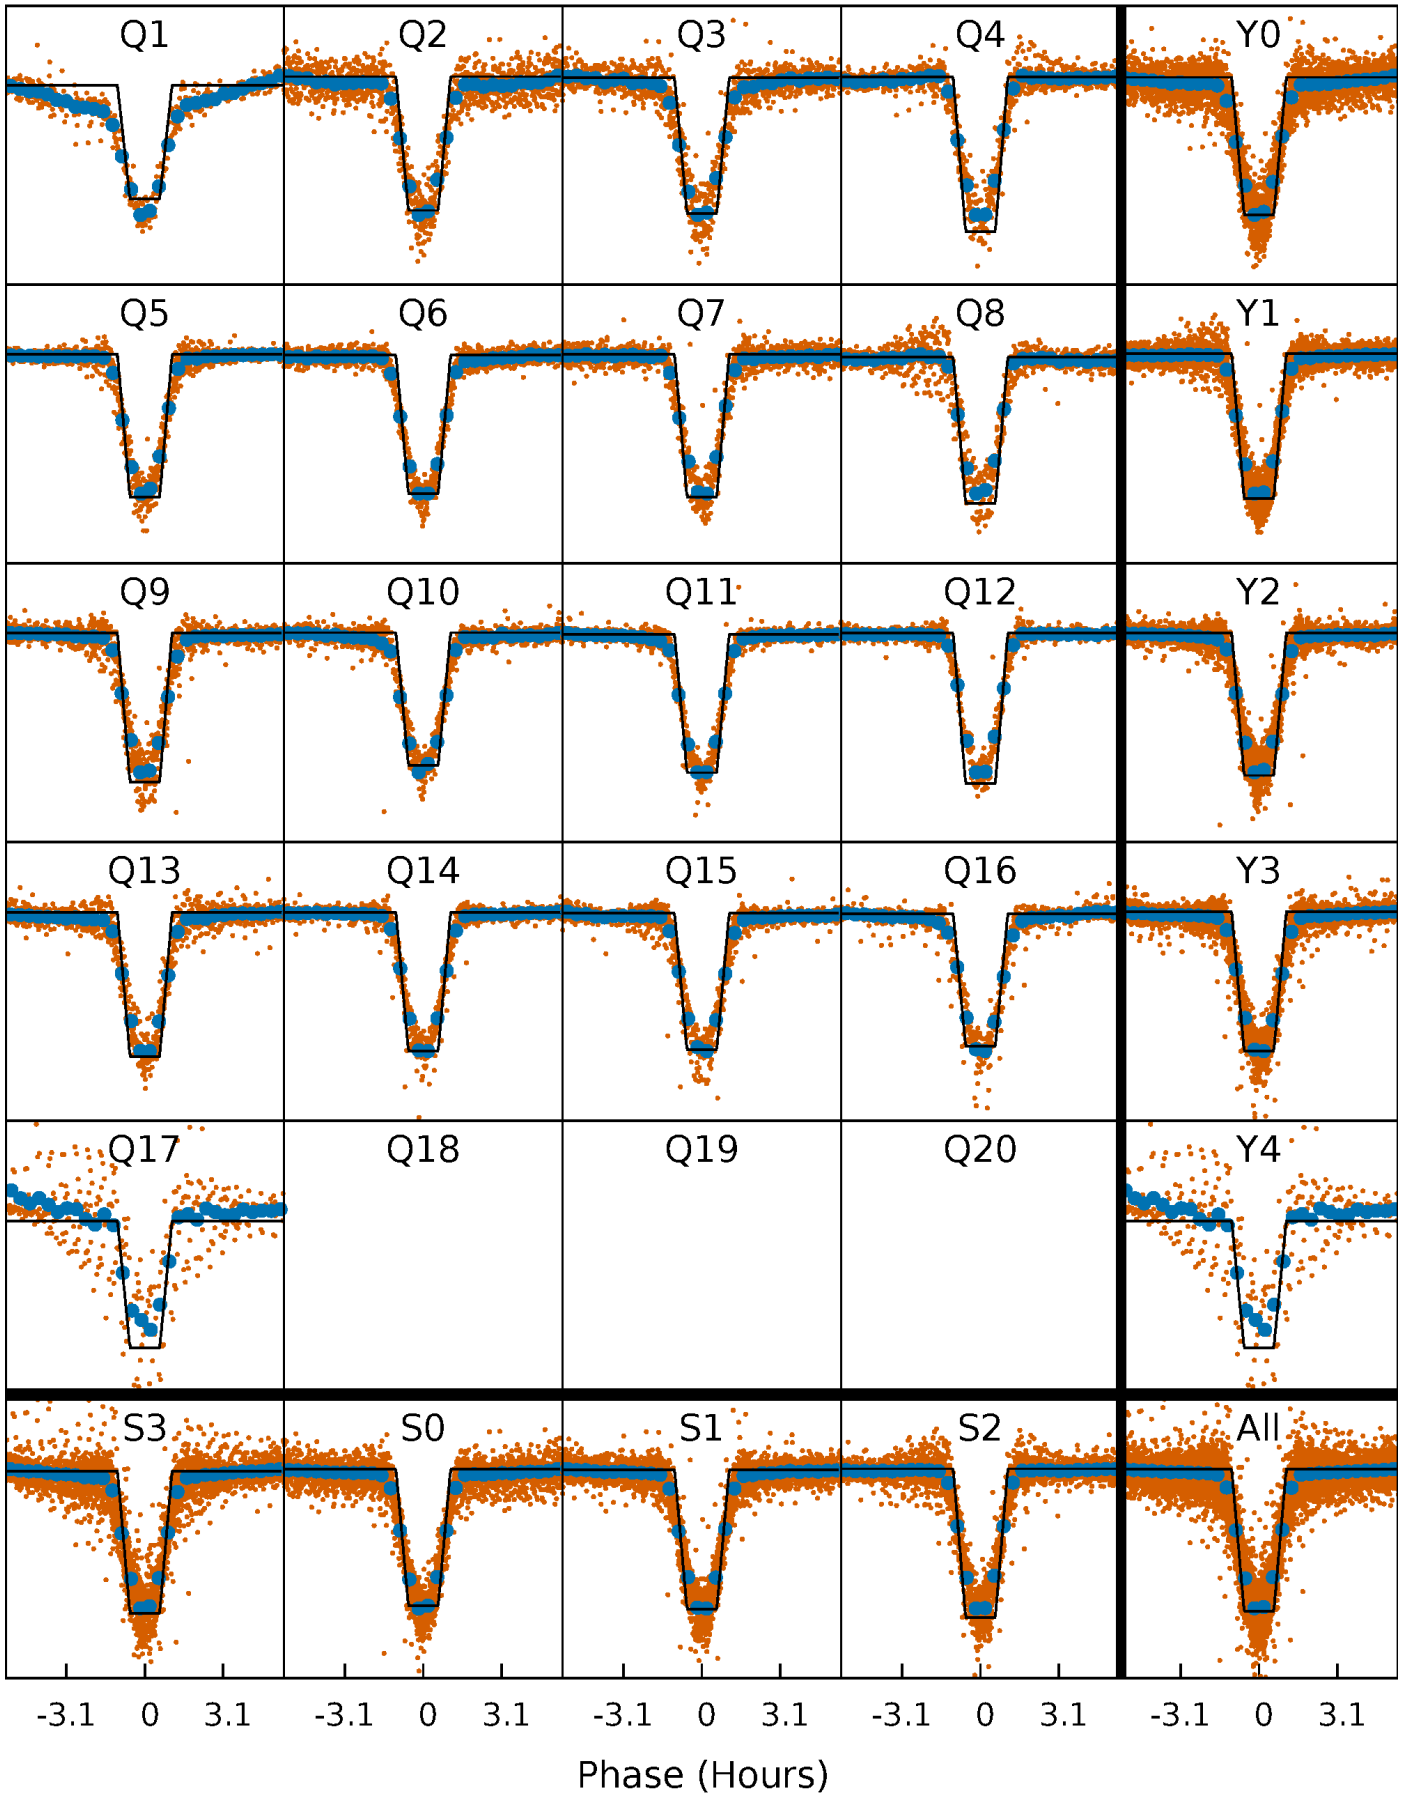 Q1 Q2 Q3 Q4 Y0
Q5 Q6 Q7 Q8 Y1
Q9 Q10 Q11 Q12 Y2
Q13 Q14 Q15 Q16 Y3
Q17 Q18 Q19 Q20 Y4
S3 S0 S1 S2 All
-3.1 0 3.1 -3.1 0 3.1 -3.1 0 3.1 -3.1 0 3.1 -3.1 0 3.1
Phase (Hours)